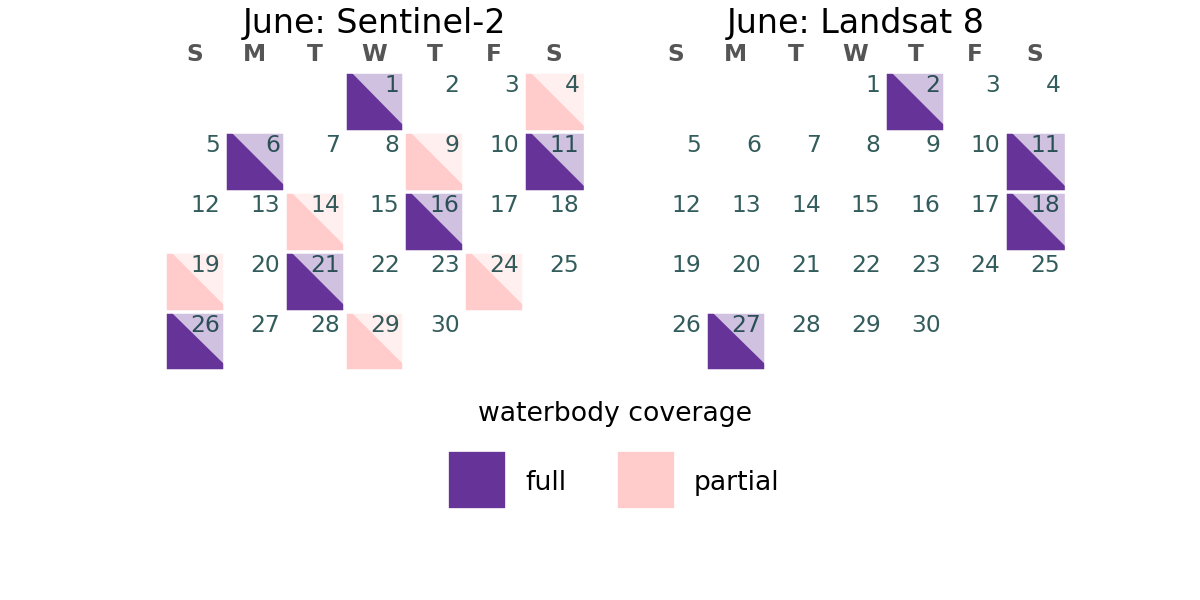 June: Sentinel-2
S M T W T F S
1 2 3 4
5 6 7 8 9 10 11
12 13 14 15 16 17 18
19 20 21 22 23 24 25
26 27 28 29 30
June: Landsat 8
S M T W T F S
1 2 3 4
5 6 7 8 9 10 11
12 13 14 15 16 17 18
19 20 21 22 23 24 25
26 27 28 29 30
waterbody coverage
full partial